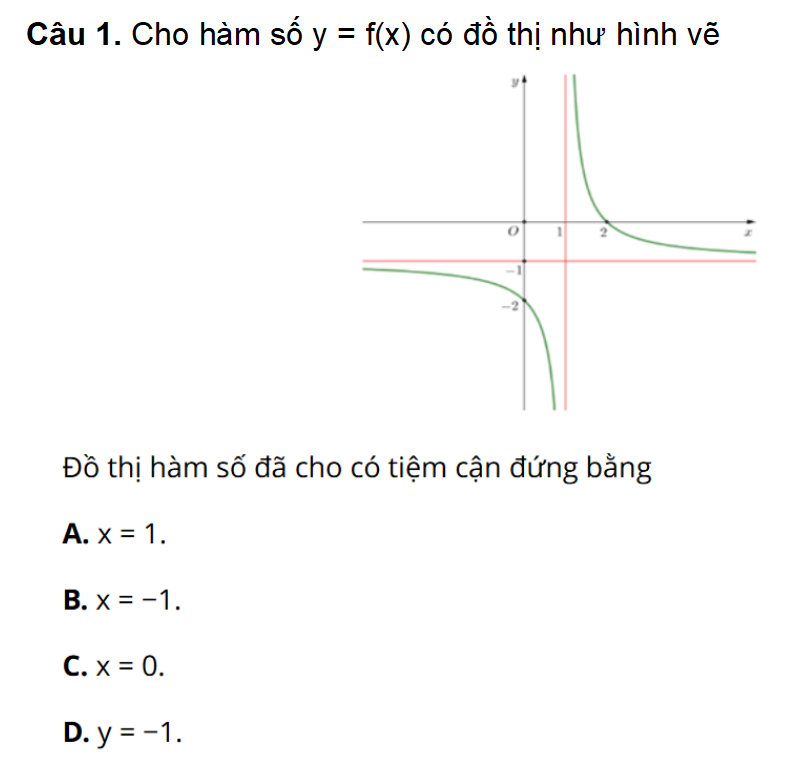 Câu 1. Cho hàm số y = f(x) có đồ thị như hình vẽ
y
O 1 2 x
−1
−2
Đồ thị hàm số đã cho có tiệm cận đứng bằng
A. x = 1.
B. x = −1.
C. x = 0.
D. y = −1.